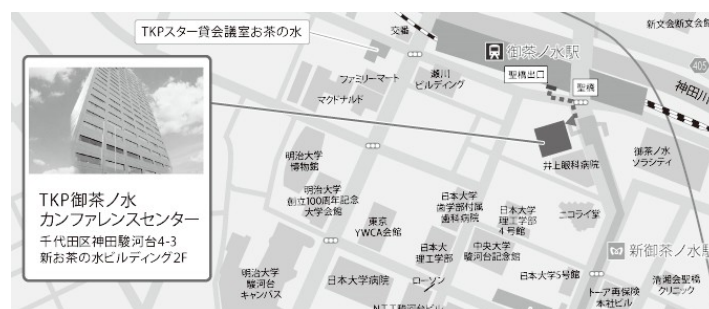 TKPスター貸会議室お茶の水
交番
新文会断文会館
御茶ノ水駅
405
聖橋出口
聖橋
神田川
ファミリーマート
瀬川
ビルディング
マクドナルド
井上眼科病院
御茶ノ水
ソラシティ
明治大学
博物館
明治大学
創立100周年記念
大学会館
東京
YWCA会館
日本大学
歯学部付属
歯科病院
日本大学
理工学部
4号館
ニコライ堂
日本大
理工学部
中央大学
駿河台記念館
新御茶ノ水駅
明治大学
駿河台
キャンパス
日本大学病院
ローソン
日本大学5号館
トーア再保険
本社ビル
清瀬会聖橋
クリニック
TKP御茶ノ水
カンファレンスセンター
千代田区神田駿河台4-3
新お茶の水ビルディング2F